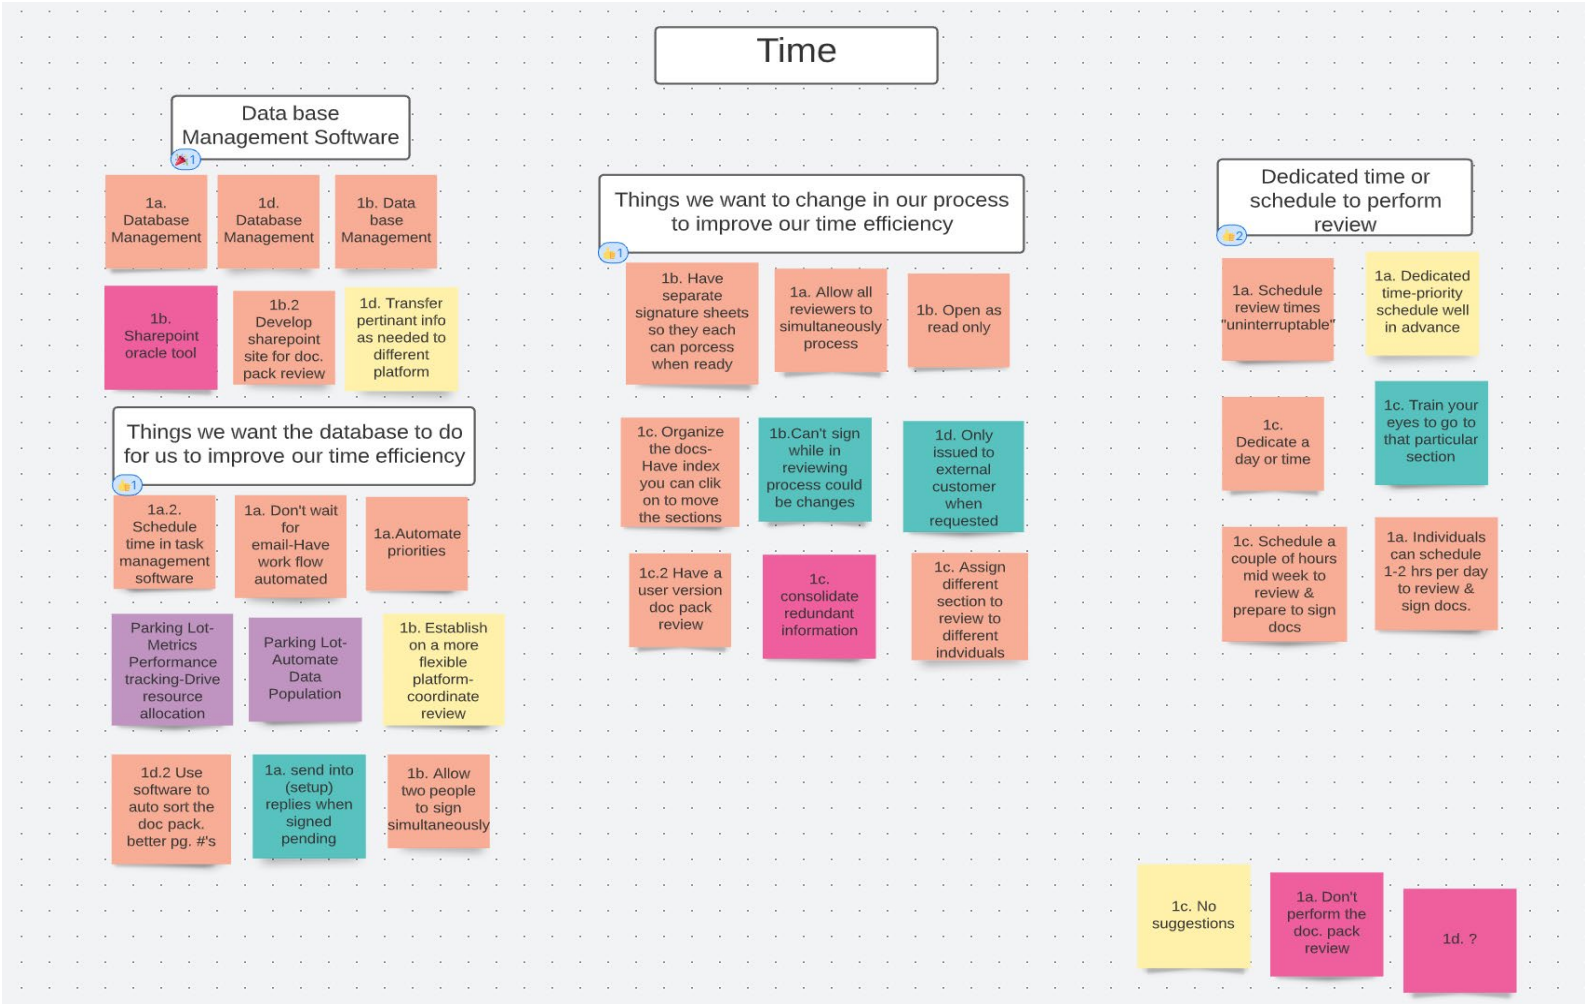 Time
Data base
Management Software
1
1a.
Database
Management
1d.
Database
Management
1b. Data
base
Management
1b.
Sharepoint
oracle tool
1b.2
Develop
sharepoint
site for doc.
pack review
1d. Transfer
pertinant info
as needed to
different
platform
Things we want the database to do
for us to improve our time efficiency
1
1a.2.
Schedule
time in task
management
software
1a. Don't wait
for
email-Have
work flow
automated
1a.Automate
priorities
Parking Lot-
Metrics
Performance
tracking-Drive
resource
allocation
Parking Lot-
Automate
Data
Population
1b. Establish
on a more
flexible
platform-
coordinate
review
1d.2 Use
software to
auto sort the
doc pack.
better pg. #'s
1a. send into
(setup)
replies when
signed
pending
1b. Allow
two people
to sign
simultaneously
Things we want to change in our process
to improve our time efficiency
1
1b. Have
separate
signature sheets
so they each
can porcess
when ready
1a. Allow all
reviewers to
simultaneously
process
1b. Open as
read only
1c. Organize
the docs-
Have index
you can clik
on to move
the sections
1b.Can't sign
while in
reviewing
process could
be changes
1d. Only
issued to
external
customer
when
requested
1c.2 Have a
user version
doc pack
review
1c.
consolidate
redundant
information
1c. Assign
different
section to
review to
different
indviduals
Dedicated time or
schedule to perform
review
2
1a. Schedule
review times
"uninterruptable"
1a. Dedicated
time-priority
schedule well
in advance
1c.
Dedicate a
day or time
1c. Train your
eyes to go to
that particular
section
1c. Schedule a
couple of hours
mid week to
review &
prepare to sign
docs
1a. Individuals
can schedule
1-2 hrs per day
to review &
sign docs.
1c. No
suggestions
1a. Don't
perform the
doc. pack
review
1d. ?